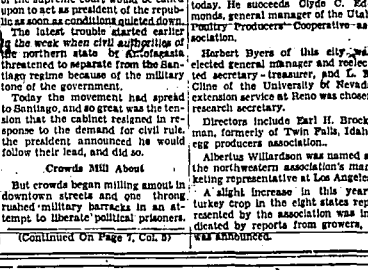 upon to act as president of the repub-
lic as soon as conditions quieted down.
The latest trouble started earlier
in the week when civil authorities of
the northern state of Antofagasta
threatened to separate from the San-
tiago regime because of the military
tone of the government.
Today the movement had spread
to Santiago, and so great was the ten-
sion that the cabinet resigned in re-
sponse to the demand for civil rule.
the president announced he would
follow their lead, and did so.
Crowds Mill About
But crowds began milling amout in
downtown streets and one throng
rushed military barracks in an at-
tempt to liberate political prisoners.
(Continued On Page 7, Col. 5)
today. He succeeds Clyde C. Ed-
monds, general manager of the Utah
Poultry Producers' Cooperative as-
sociation.
Herbert Byers of this city was
elected general manager and reelec-
ted secretary-treasurer, and L. E.
Cline of the University of Nevada
extension service at Reno was chosen
research secretary.
Directors include Earl H. Brock
man, formerly of Twin Falls, Idaho
egg producers association.
Albertus Willardson was named as
the northwestern association's mar-
keting representative at Los Angeles
A slight increase in this year
turkey crop in the eight states rep-
resented by the association was in-
dicated by reports from growers,
was announced.